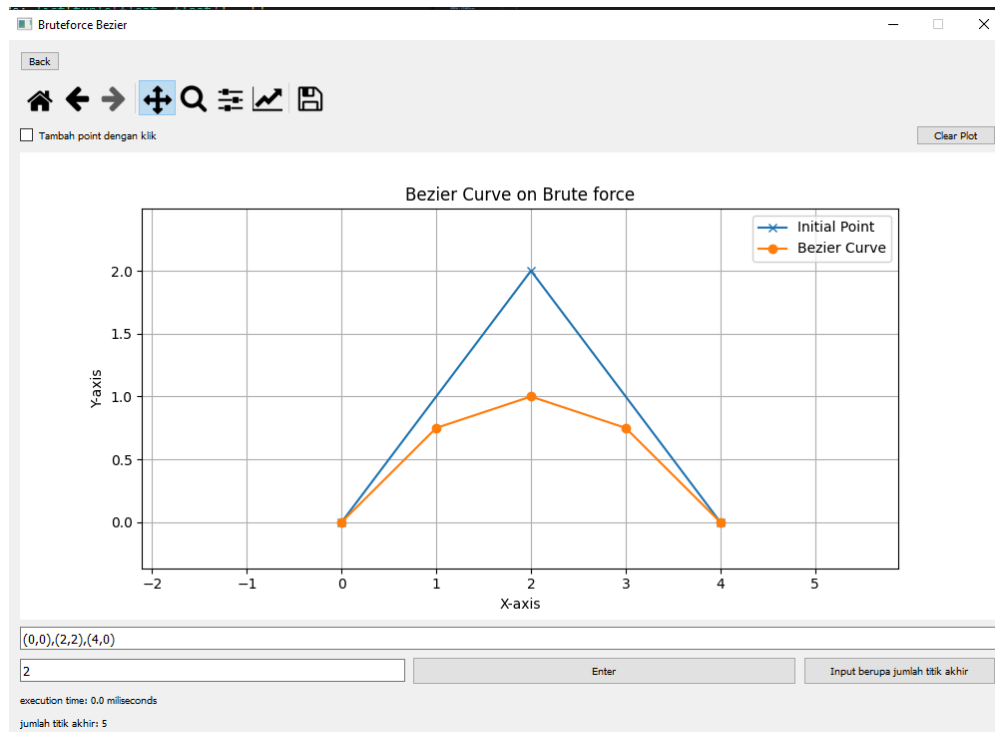 Bruteforce Bezier
Back
Tambah point dengan klik
Clear Plot
Bezier Curve on Brute force
Initial Point
Bezier Curve
2.0
1.5
1.0
0.5
0.0
Y-axis
−2 −1 0 1 2 3 4 5
X-axis
(0,0),(2,2),(4,0)
2
Enter
Input berupa jumlah titik akhir
execution time: 0.0 miliseconds
jumlah titik akhir: 5